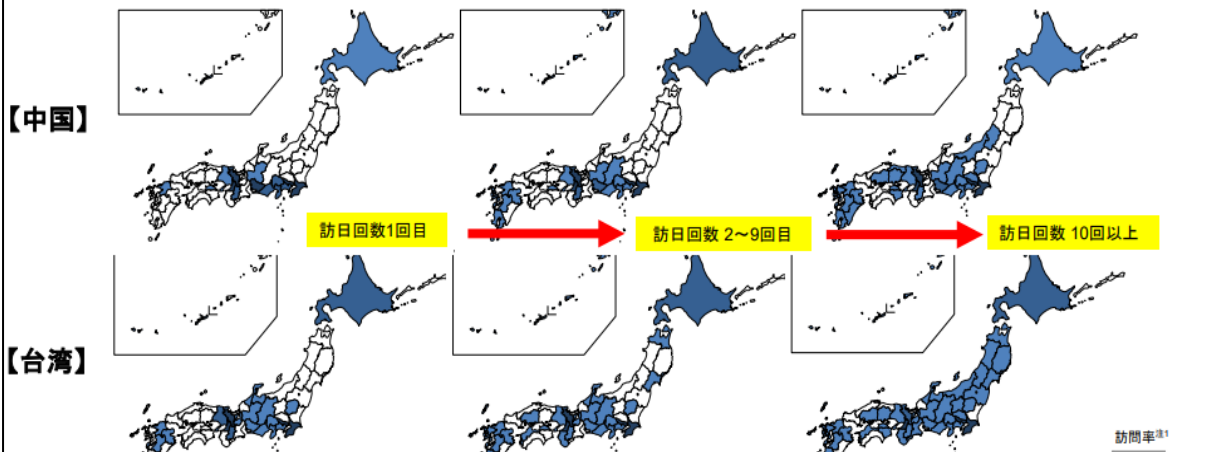 【中国】
訪日回数1回目
訪日回数 2～9回目
訪日回数 10回以上
【台湾】
訪問率注1